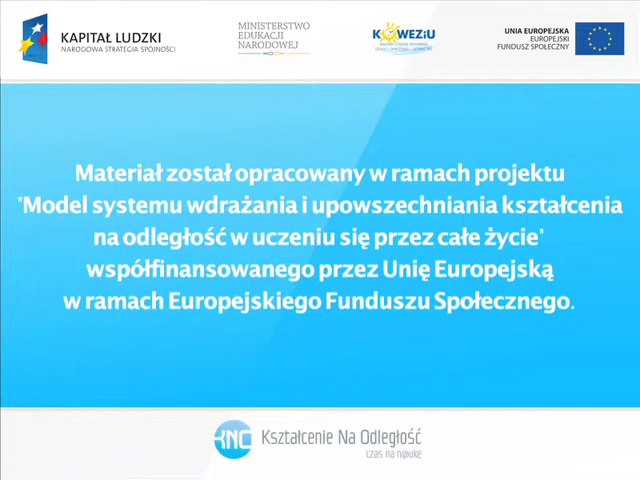 KAPITAŁ LUDZKI
NARODOWA STRATEGIA SPÓJNOŚCI
MINISTERSTWO
EDUKACJI
NARODOWEJ
KOWEZiU
UNIA EUROPEJSKA
EUROPEJSKI
FUNDUSZ SPOŁECZNY
Materiał został opracowany w ramach projektu
"Model systemu wdrażania i upowszechniania kształcenia
na odległość w uczeniu się przez całe życie"
współfinansowanego przez Unię Europejską
w ramach Europejskiego Funduszu Społecznego.
KNO Kształcenie Na Odległość
czas na n@ukę